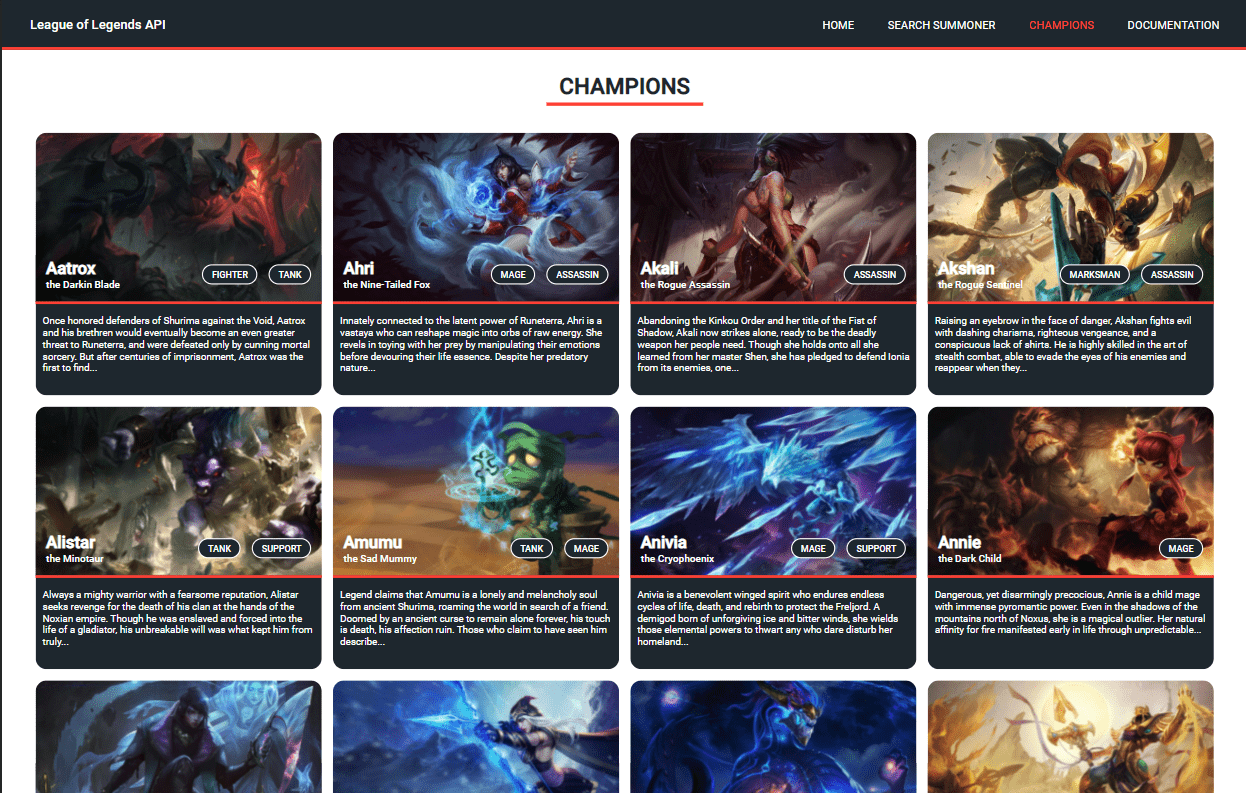 League of Legends API
HOME
SEARCH SUMMONER
CHAMPIONS
DOCUMENTATION
CHAMPIONS
Aatrox
the Darkin Blade
FIGHTER
TANK
Once honored defenders of Shurima against the Void, Aatrox
and his brethren would eventually become an even greater
threat to Runeterra, and were defeated only by cunning mortal
sorcery. But after centuries of imprisonment, Aatrox was the
first to find...
Ahri
the Nine-Tailed Fox
MAGE
ASSASSIN
Innately connected to the latent power of Runeterra, Ahri is a
vastaya who can reshape magic into orbs of raw energy. She
revels in toying with her prey by manipulating their emotions
before devouring their life essence. Despite her predatory
nature...
Akali
the Rogue Assassin
ASSASSIN
Abandoning the Kinkou Order and her title of the Fist of
Shadow, Akali now strikes alone, ready to be the deadly
weapon her people need. Though she holds onto all she
learned from her master Shen, she has pledged to defend Ionia
from its enemies, one...
Akshan
the Rogue Sentinel
MARKSMAN
ASSASSIN
Raising an eyebrow in the face of danger, Akshan fights evil
with dashing charisma, righteous vengeance, and a
conspicuous lack of shirts. He is highly skilled in the art of
stealth combat, able to evade the eyes of his enemies and
reappear when they...
Alistar
the Minotaur
TANK
SUPPORT
Always a mighty warrior with a fearsome reputation, Alistar
seeks revenge for the death of his clan at the hands of the
Noxian empire. Though he was enslaved and forced into the
life of a gladiator, his unbreakable will was what kept him from
truly...
Amumu
the Sad Mummy
TANK
MAGE
Legend claims that Amumu is a lonely and melancholy soul
from ancient Shurima, roaming the world in search of a friend.
Doomed by an ancient curse to remain alone forever, his touch
is death, his affection ruin. Those who claim to have seen him
describe...
Anivia
the Cryophoenix
MAGE
SUPPORT
Anivia is a benevolent winged spirit who endures endless
cycles of life, death, and rebirth to protect the Freljord. A
demigod born of unforgiving ice and bitter winds, she wields
those elemental powers to thwart any who dare disturb her
homeland...
Annie
the Dark Child
MAGE
Dangerous, yet disarmingly precocious, Annie is a child mage
with immense pyromantic power. Even in the shadows of the
mountains north of Noxus, she is a magical outlier. Her natural
affinity for fire manifested early in life through unpredictable...